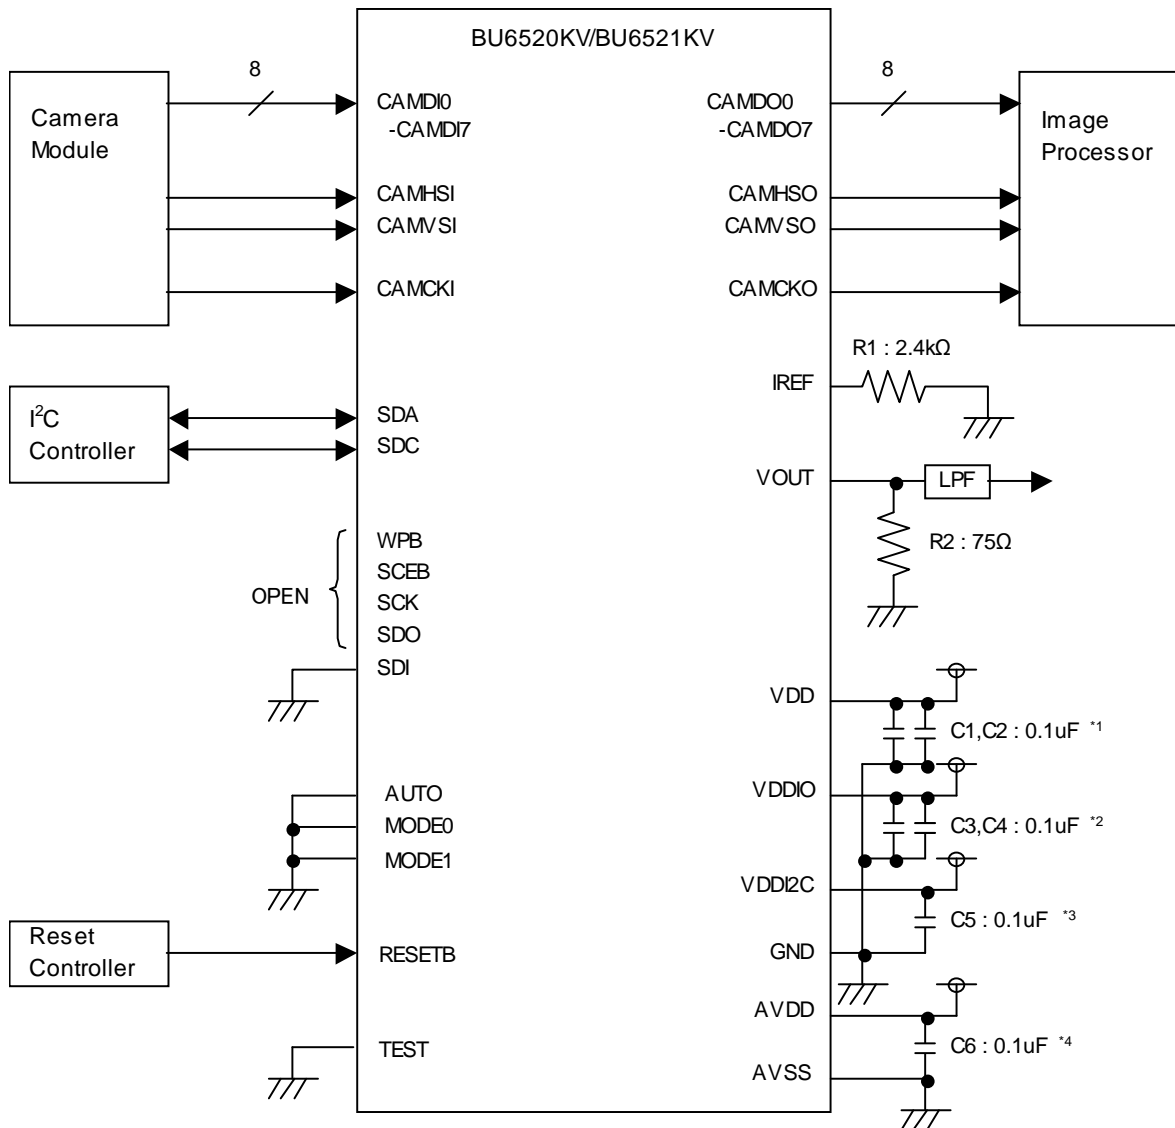 BU6520KV/BU6521KV
8
8
Camera
Module
CAMDI0
-CAMDI7
CAMDO0
-CAMDO7
Image
Processor
CAMHSI
CAMHSO
CAMVSI
CAMVSO
CAMCKI
CAMCKO
R1 : 2.4kΩ
IREF
I²C
Controller
SDA
SDC
VOUT
LPF
R2 : 75Ω
OPEN
WPB
SCEB
SCK
SDO
SDI
VDD
C1,C2 : 0.1uF *1
AUTO
MODE0
MODE1
VDDIO
C3,C4 : 0.1uF *2
VDDI2C
C5 : 0.1uF *3
Reset
Controller
RESETB
GND
AVDD
C6 : 0.1uF *4
TEST
AVSS